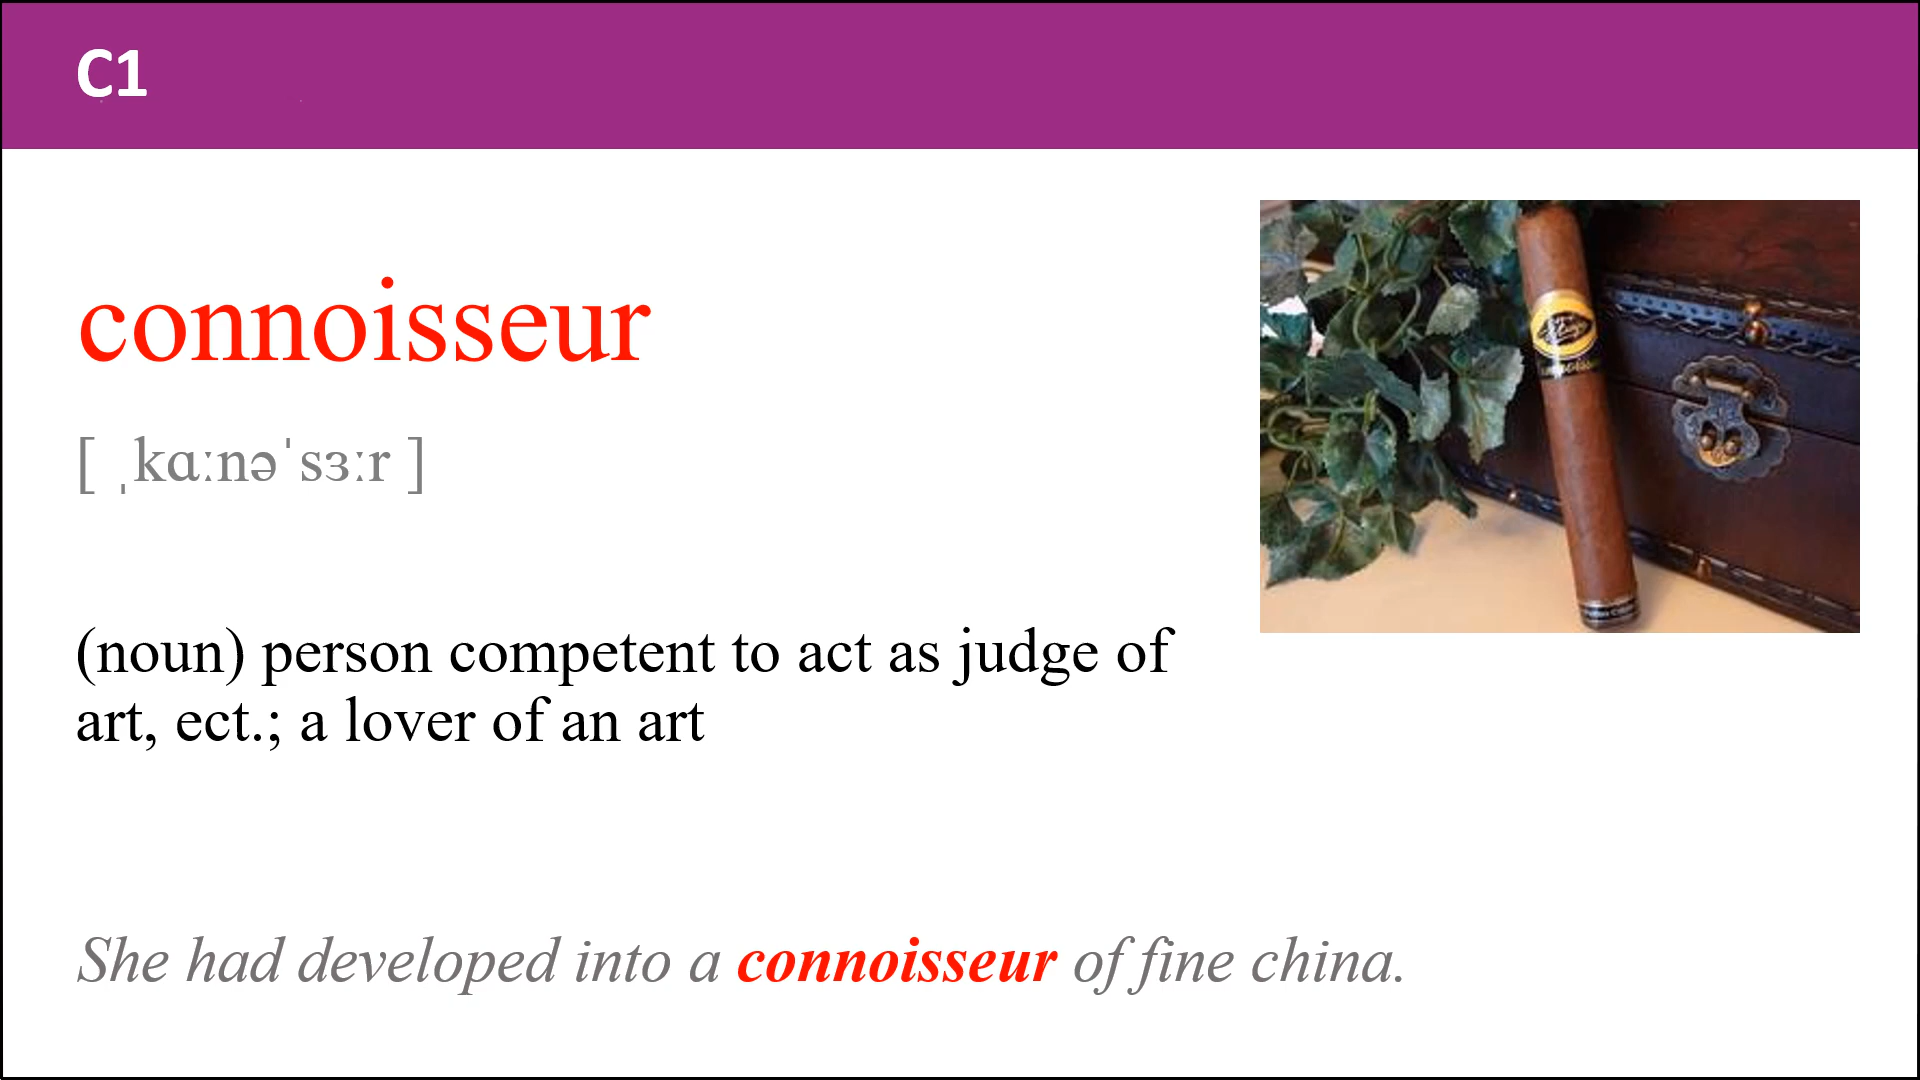 C1
connoisseur
[ ˌkɑːnəˈsɜːr ]
(noun) person competent to act as judge of
art, ect.; a lover of an art
She had developed into a connoisseur of fine china.